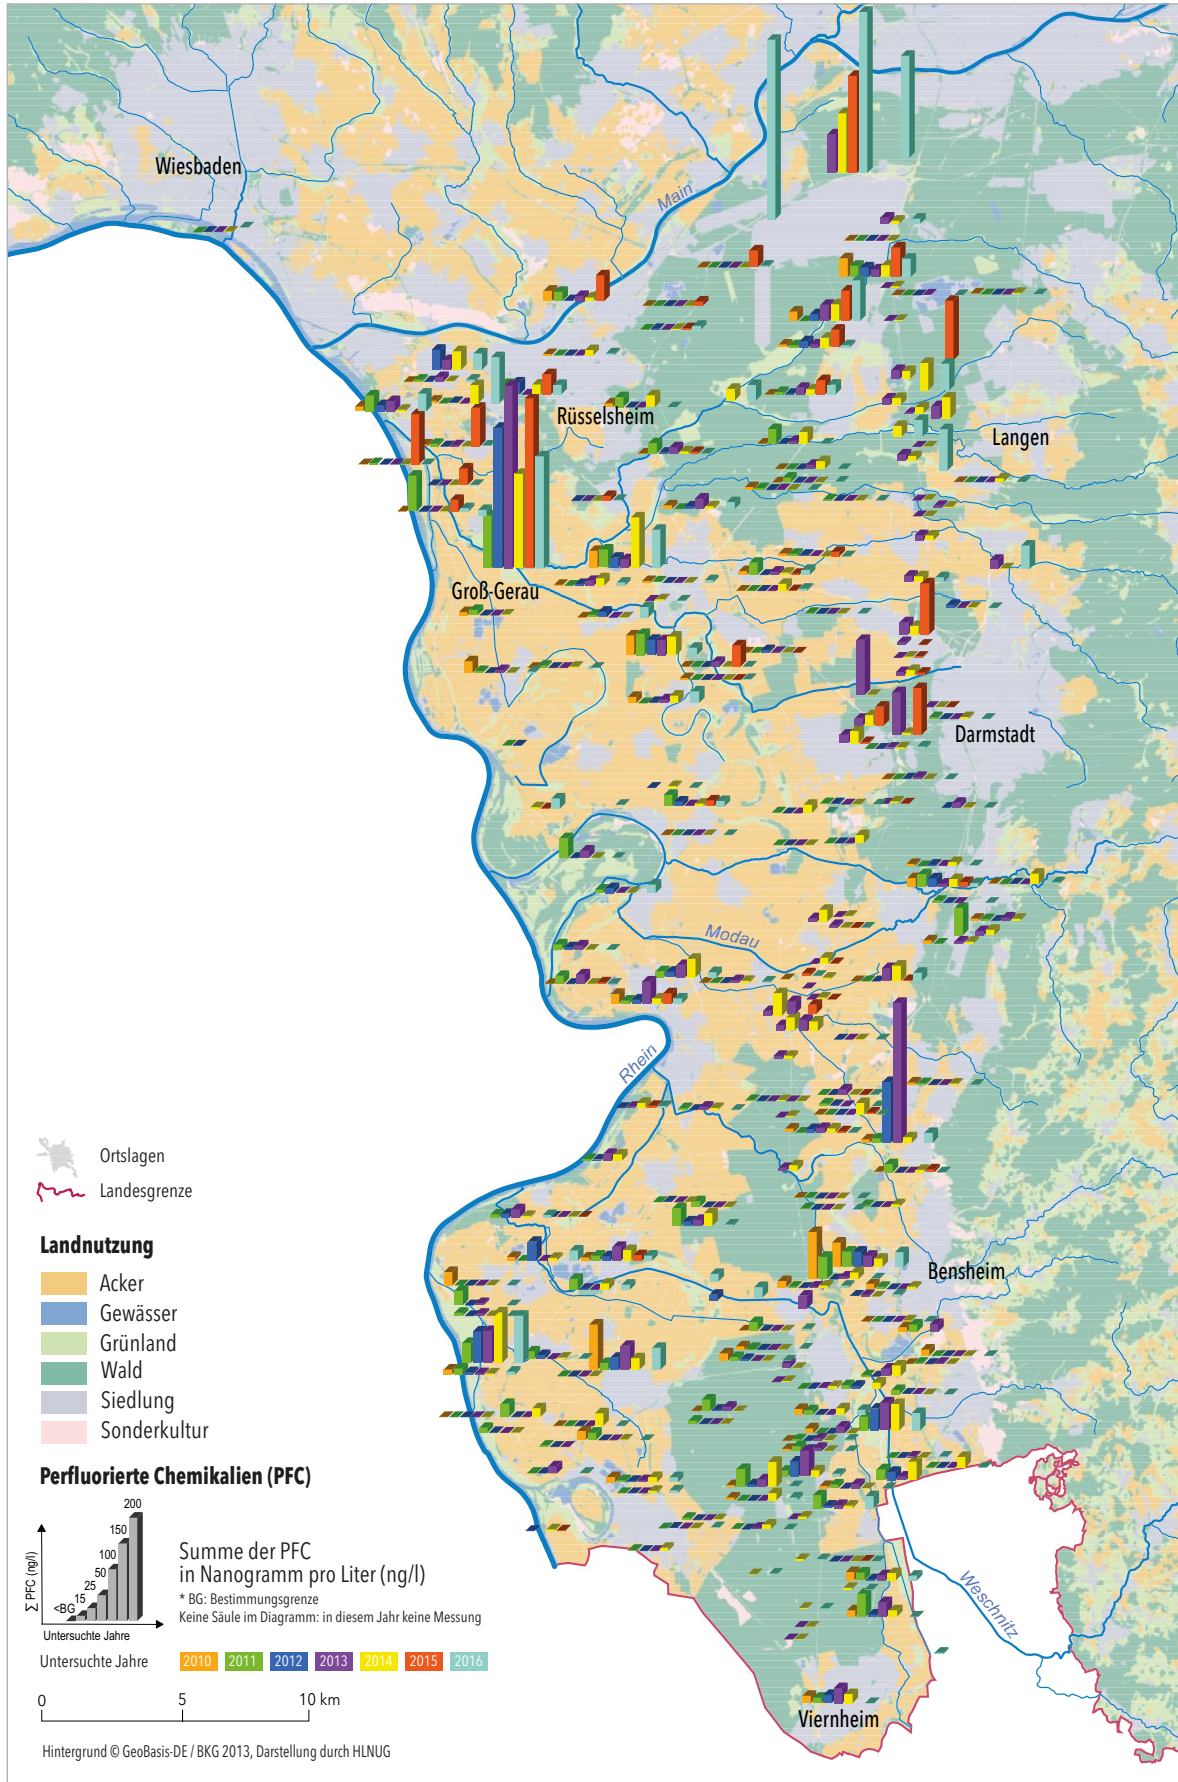 Wiesbaden
Main
Rüsselsheim
Langen
Groß-Gerau
Darmstadt
Modau
Rhein
Bensheim
Weschnitz
Viernheim
Ortslagen
Landesgrenze
Landnutzung
Acker
Gewässer
Grünland
Wald
Siedlung
Sonderkultur
Perfluorierte Chemikalien (PFC)
200
150
100
50
25
15
<BG
∑ PFC (ng/l)
Untersuchte Jahre
Summe der PFC
in Nanogramm pro Liter (ng/l)
* BG: Bestimmungsgrenze
Keine Säule im Diagramm: in diesem Jahr keine Messung
Untersuchte Jahre 2010 2011 2012 2013 2014 2015 2016
0 5 10 km
Hintergrund © GeoBasis-DE / BKG 2013, Darstellung durch HLNUG